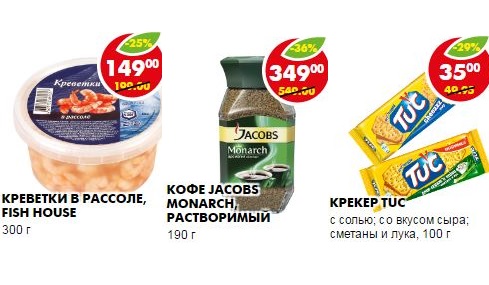 -25%
149⁰⁰
199.00
Креветки
в рассоле
КРЕВЕТКИ В РАССОЛЕ,
FISH HOUSE
300 г
-36%
349⁰⁰
549.00
JACOBS
Monarch
КОФЕ JACOBS
MONARCH,
РАСТВОРИМЫЙ
190 г
-29%
35⁰⁰
49.95
TUC
TUC
КРЕКЕР TUC
с солью; со вкусом сыра;
сметаны и лука, 100 г